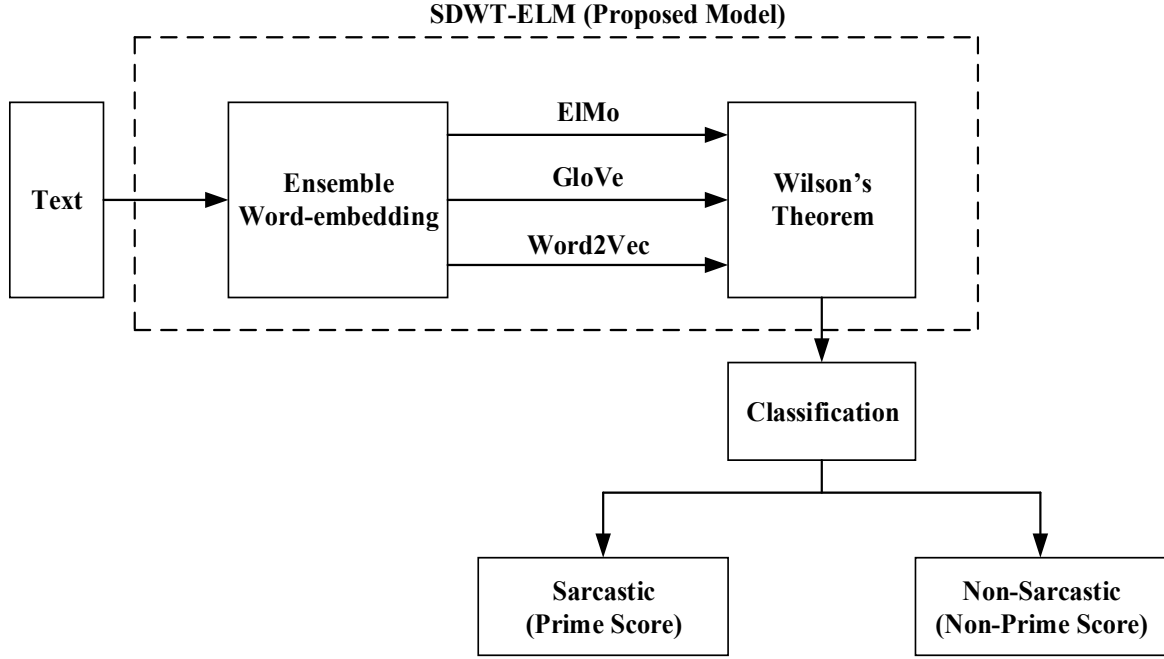 SDWT-ELM (Proposed Model)
Text
Ensemble
Word-embedding
ElMo
GloVe
Word2Vec
Wilson’s
Theorem
Classification
Sarcastic
(Prime Score)
Non-Sarcastic
(Non-Prime Score)